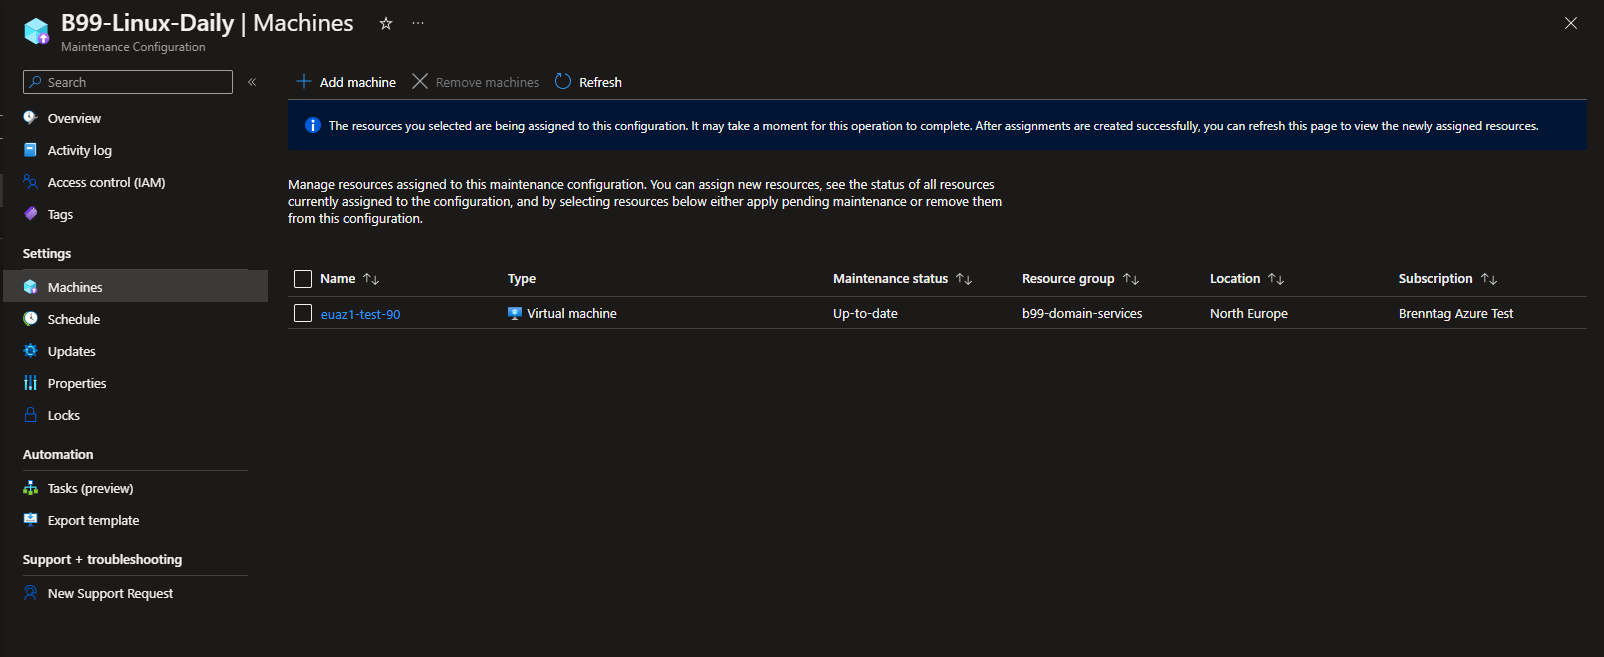 B99-Linux-Daily | Machines
Maintenance Configuration
Search
Overview
Activity log
Access control (IAM)
Tags
Settings
Machines
Schedule
Updates
Properties
Locks
Automation
Tasks (preview)
Export template
Support + troubleshooting
New Support Request
Add machine Remove machines Refresh
The resources you selected are being assigned to this configuration. It may take a moment for this operation to complete. After assignments are created successfully, you can refresh this page to view the newly assigned resources.
Manage resources assigned to this maintenance configuration. You can assign new resources, see the status of all resources
currently assigned to the configuration, and by selecting resources below either apply pending maintenance or remove them
from this configuration.
Name Type Maintenance status Resource group Location Subscription
euaz1-test-90 Virtual machine Up-to-date b99-domain-services North Europe Brenntag Azure Test